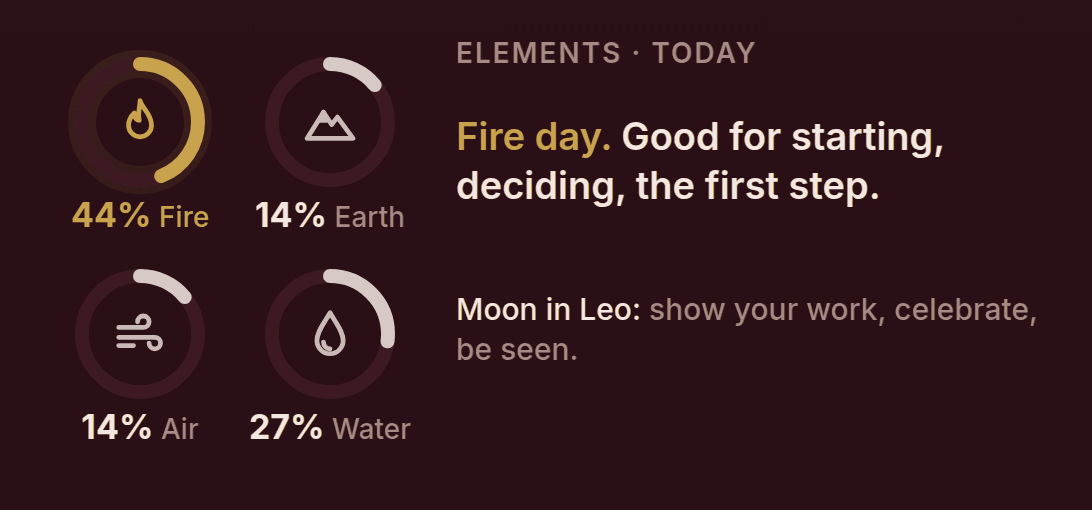 ELEMENTS · TODAY
Fire day. Good for starting,
deciding, the first step.
Moon in Leo: show your work, celebrate,
be seen.
44% Fire
14% Earth
14% Air
27% Water